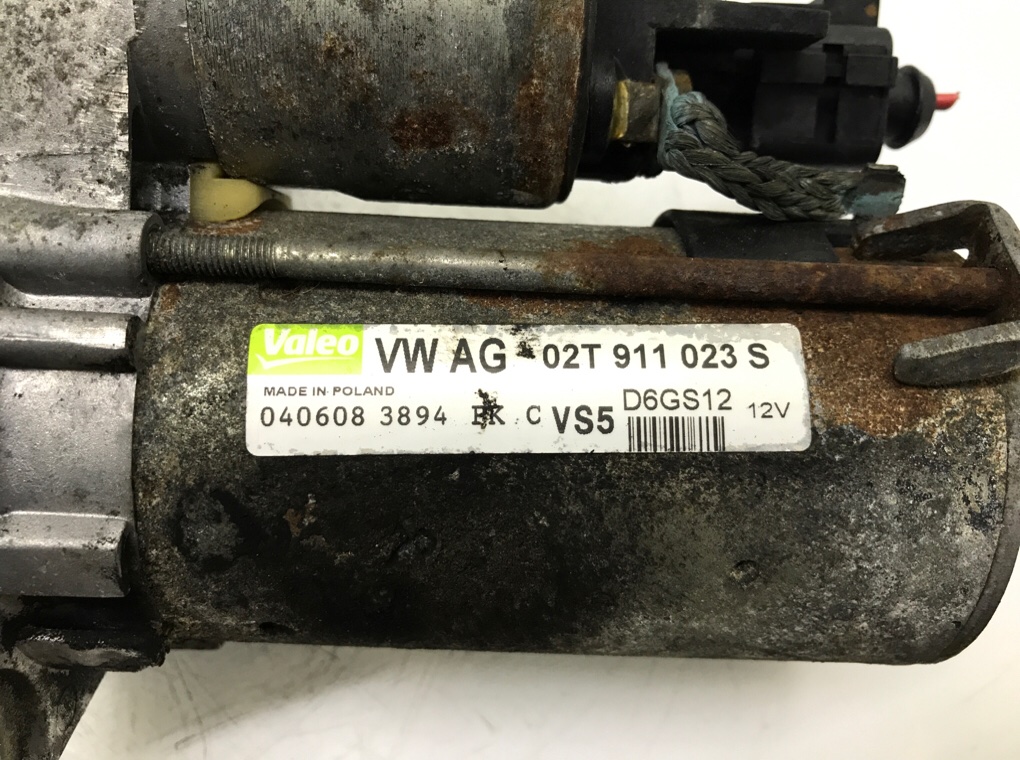 Valeo VW AG 02T 911 023 S
MADE IN POLAND
040608 3894 C VS5 D6GS12 12V